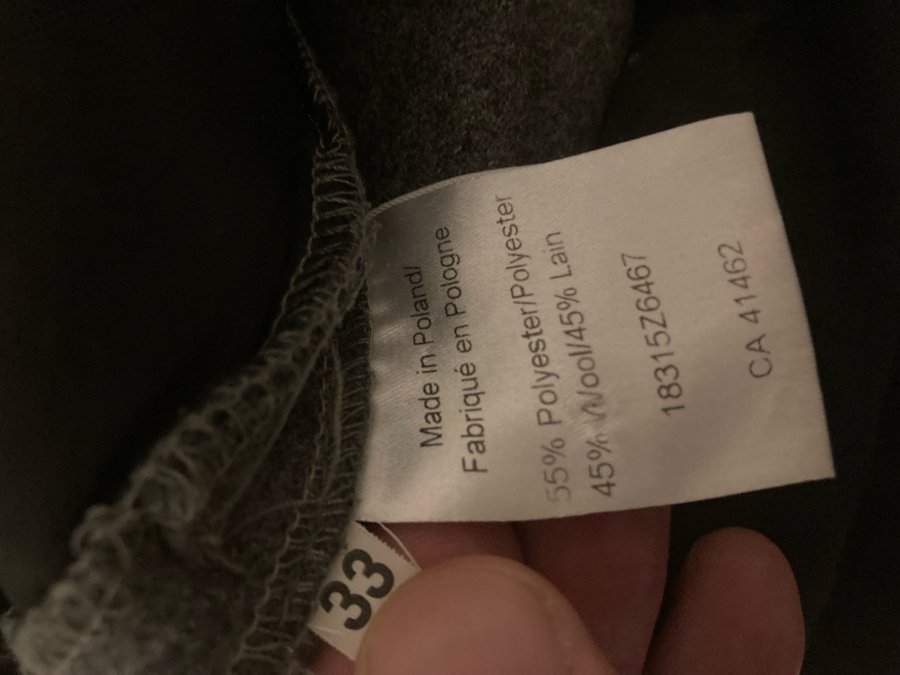 Made in Poland/
Fabriqué en Pologne
55% Polyester/Polyester
45% Wool/45% Lain
18315Z6467
CA 41462
33